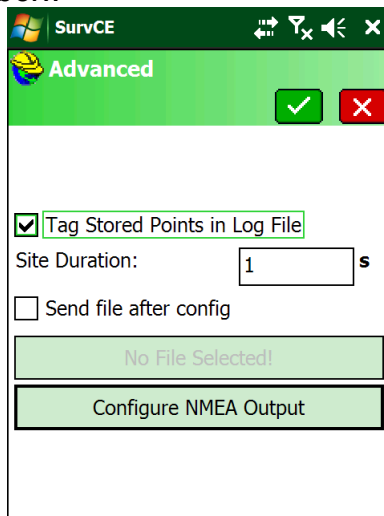 SurvCE
Advanced
Tag Stored Points in Log File
Site Duration:
1
s
Send file after config
No File Selected!
Configure NMEA Output